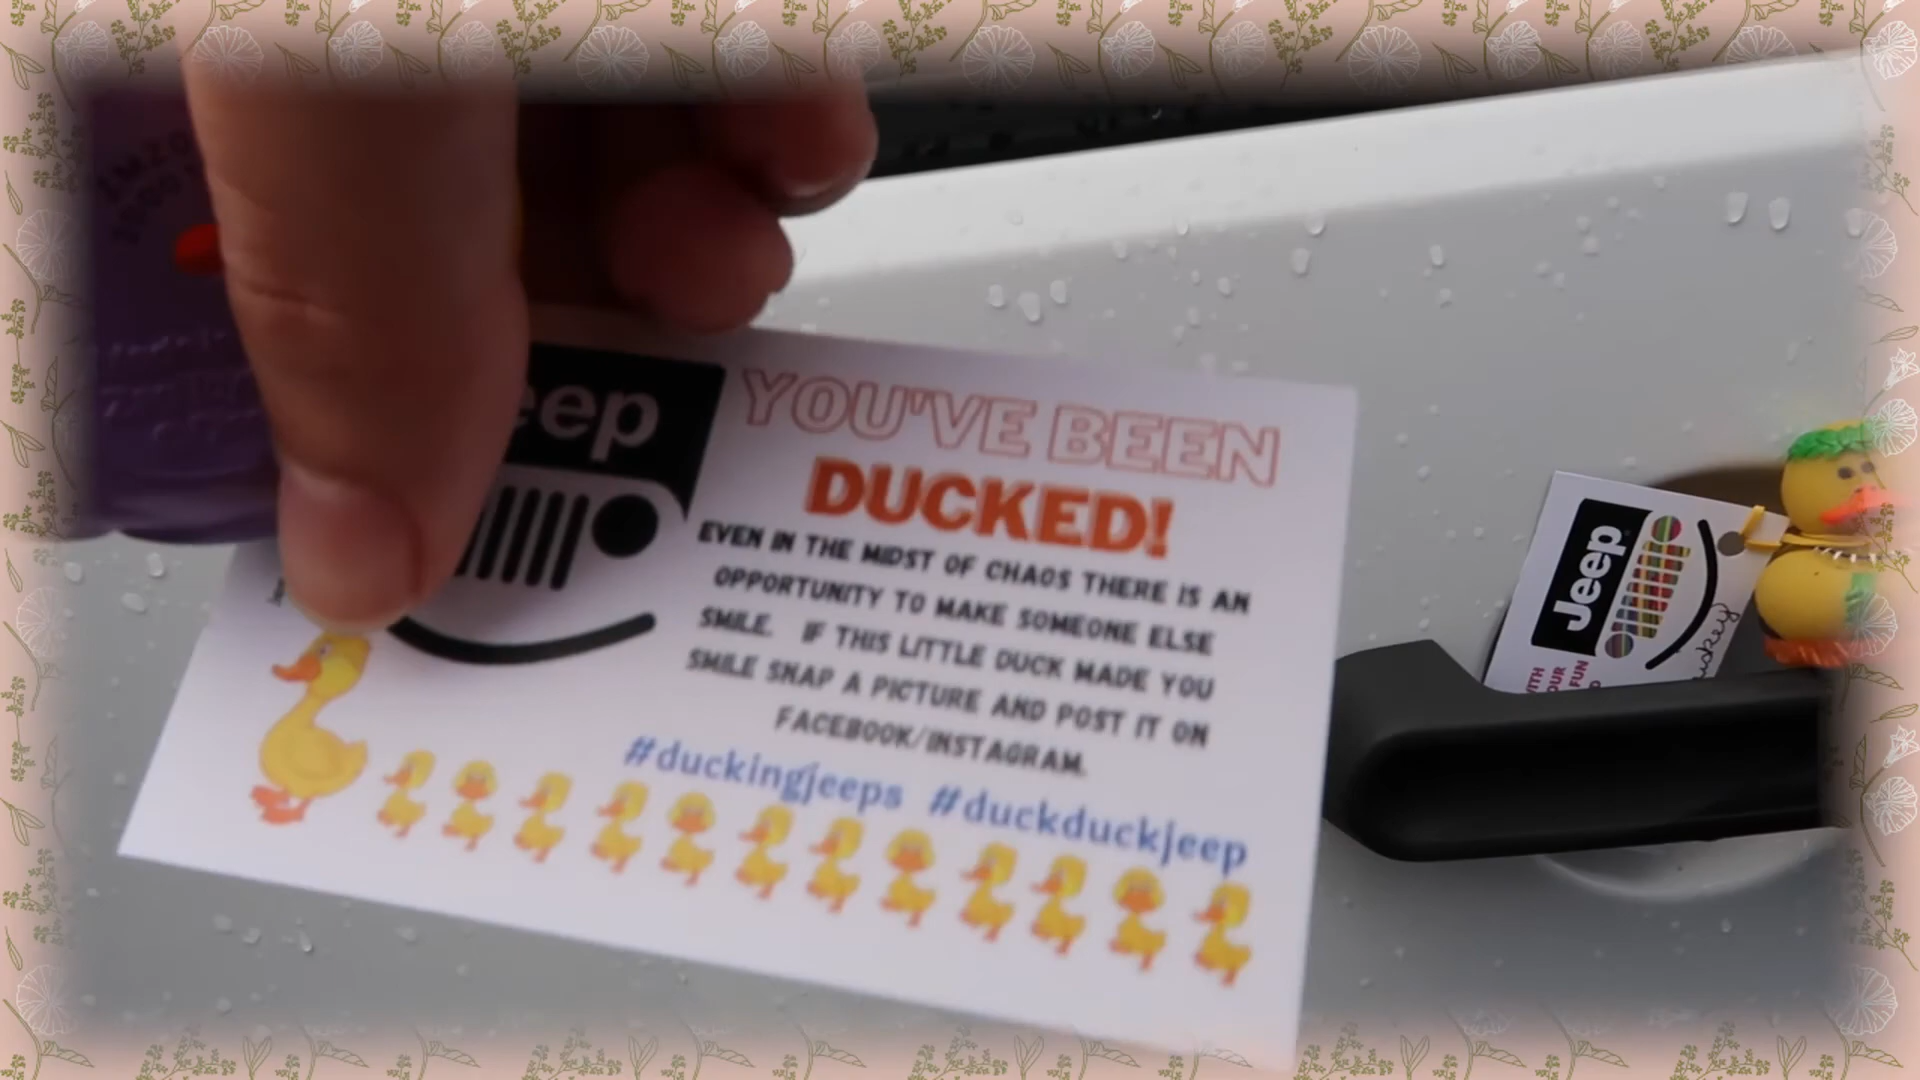 eep
YOU'VE BEEN
DUCKED!
EVEN IN THE MIDST OF CHAOS THERE IS AN
OPPORTUNITY TO MAKE SOMEONE ELSE
SMILE. IF THIS LITTLE DUCK MADE YOU
SMILE SNAP A PICTURE AND POST IT ON
FACEBOOK/INSTAGRAM.
#duckingjeeps #duckduckjeep
Jeep